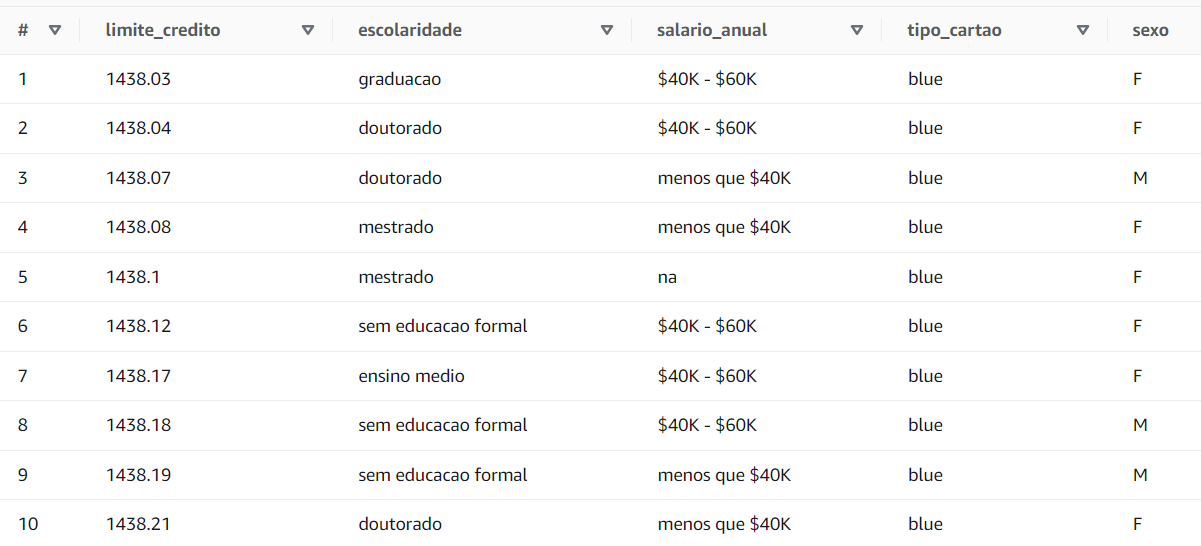 # limite_credito escolaridade salario_anual tipo_cartao sexo
1 1438.03 graduacao $40K - $60K blue F
2 1438.04 doutorado $40K - $60K blue F
3 1438.07 doutorado menos que $40K blue M
4 1438.08 mestrado menos que $40K blue F
5 1438.1 mestrado na blue F
6 1438.12 sem educacao formal $40K - $60K blue F
7 1438.17 ensino medio $40K - $60K blue F
8 1438.18 sem educacao formal $40K - $60K blue M
9 1438.19 sem educacao formal menos que $40K blue M
10 1438.21 doutorado menos que $40K blue F